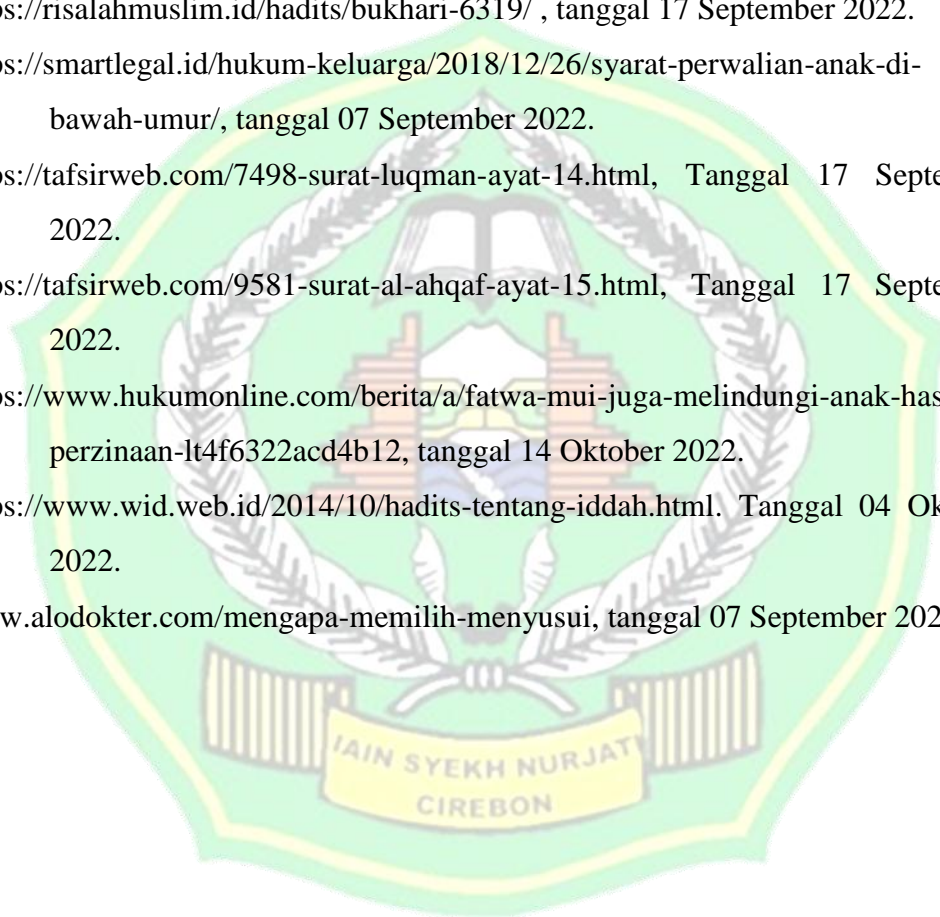 ps://risalahmuslim.id/hadits/bukhari-6319/ , tanggal 17 September 2022.
ps://smartlegal.id/hukum-keluarga/2018/12/26/syarat-perwalian-anak-di-
bawah-umur/, tanggal 07 September 2022.
ps://tafsirweb.com/7498-surat-luqman-ayat-14.html, Tanggal 17 Septe
2022.
ps://tafsirweb.com/9581-surat-al-ahqaf-ayat-15.html, Tanggal 17 Septe
2022.
ps://www.hukumonline.com/berita/a/fatwa-mui-juga-melindungi-anak-has
perzinaan-lt4f6322acd4b12, tanggal 14 Oktober 2022.
ps://www.wid.web.id/2014/10/hadits-tentang-iddah.html. Tanggal 04 Ok
2022.
w.alodokter.com/mengapa-memilih-menyusui, tanggal 07 September 202
IAIN SYEKH NURJATI
CIREBON